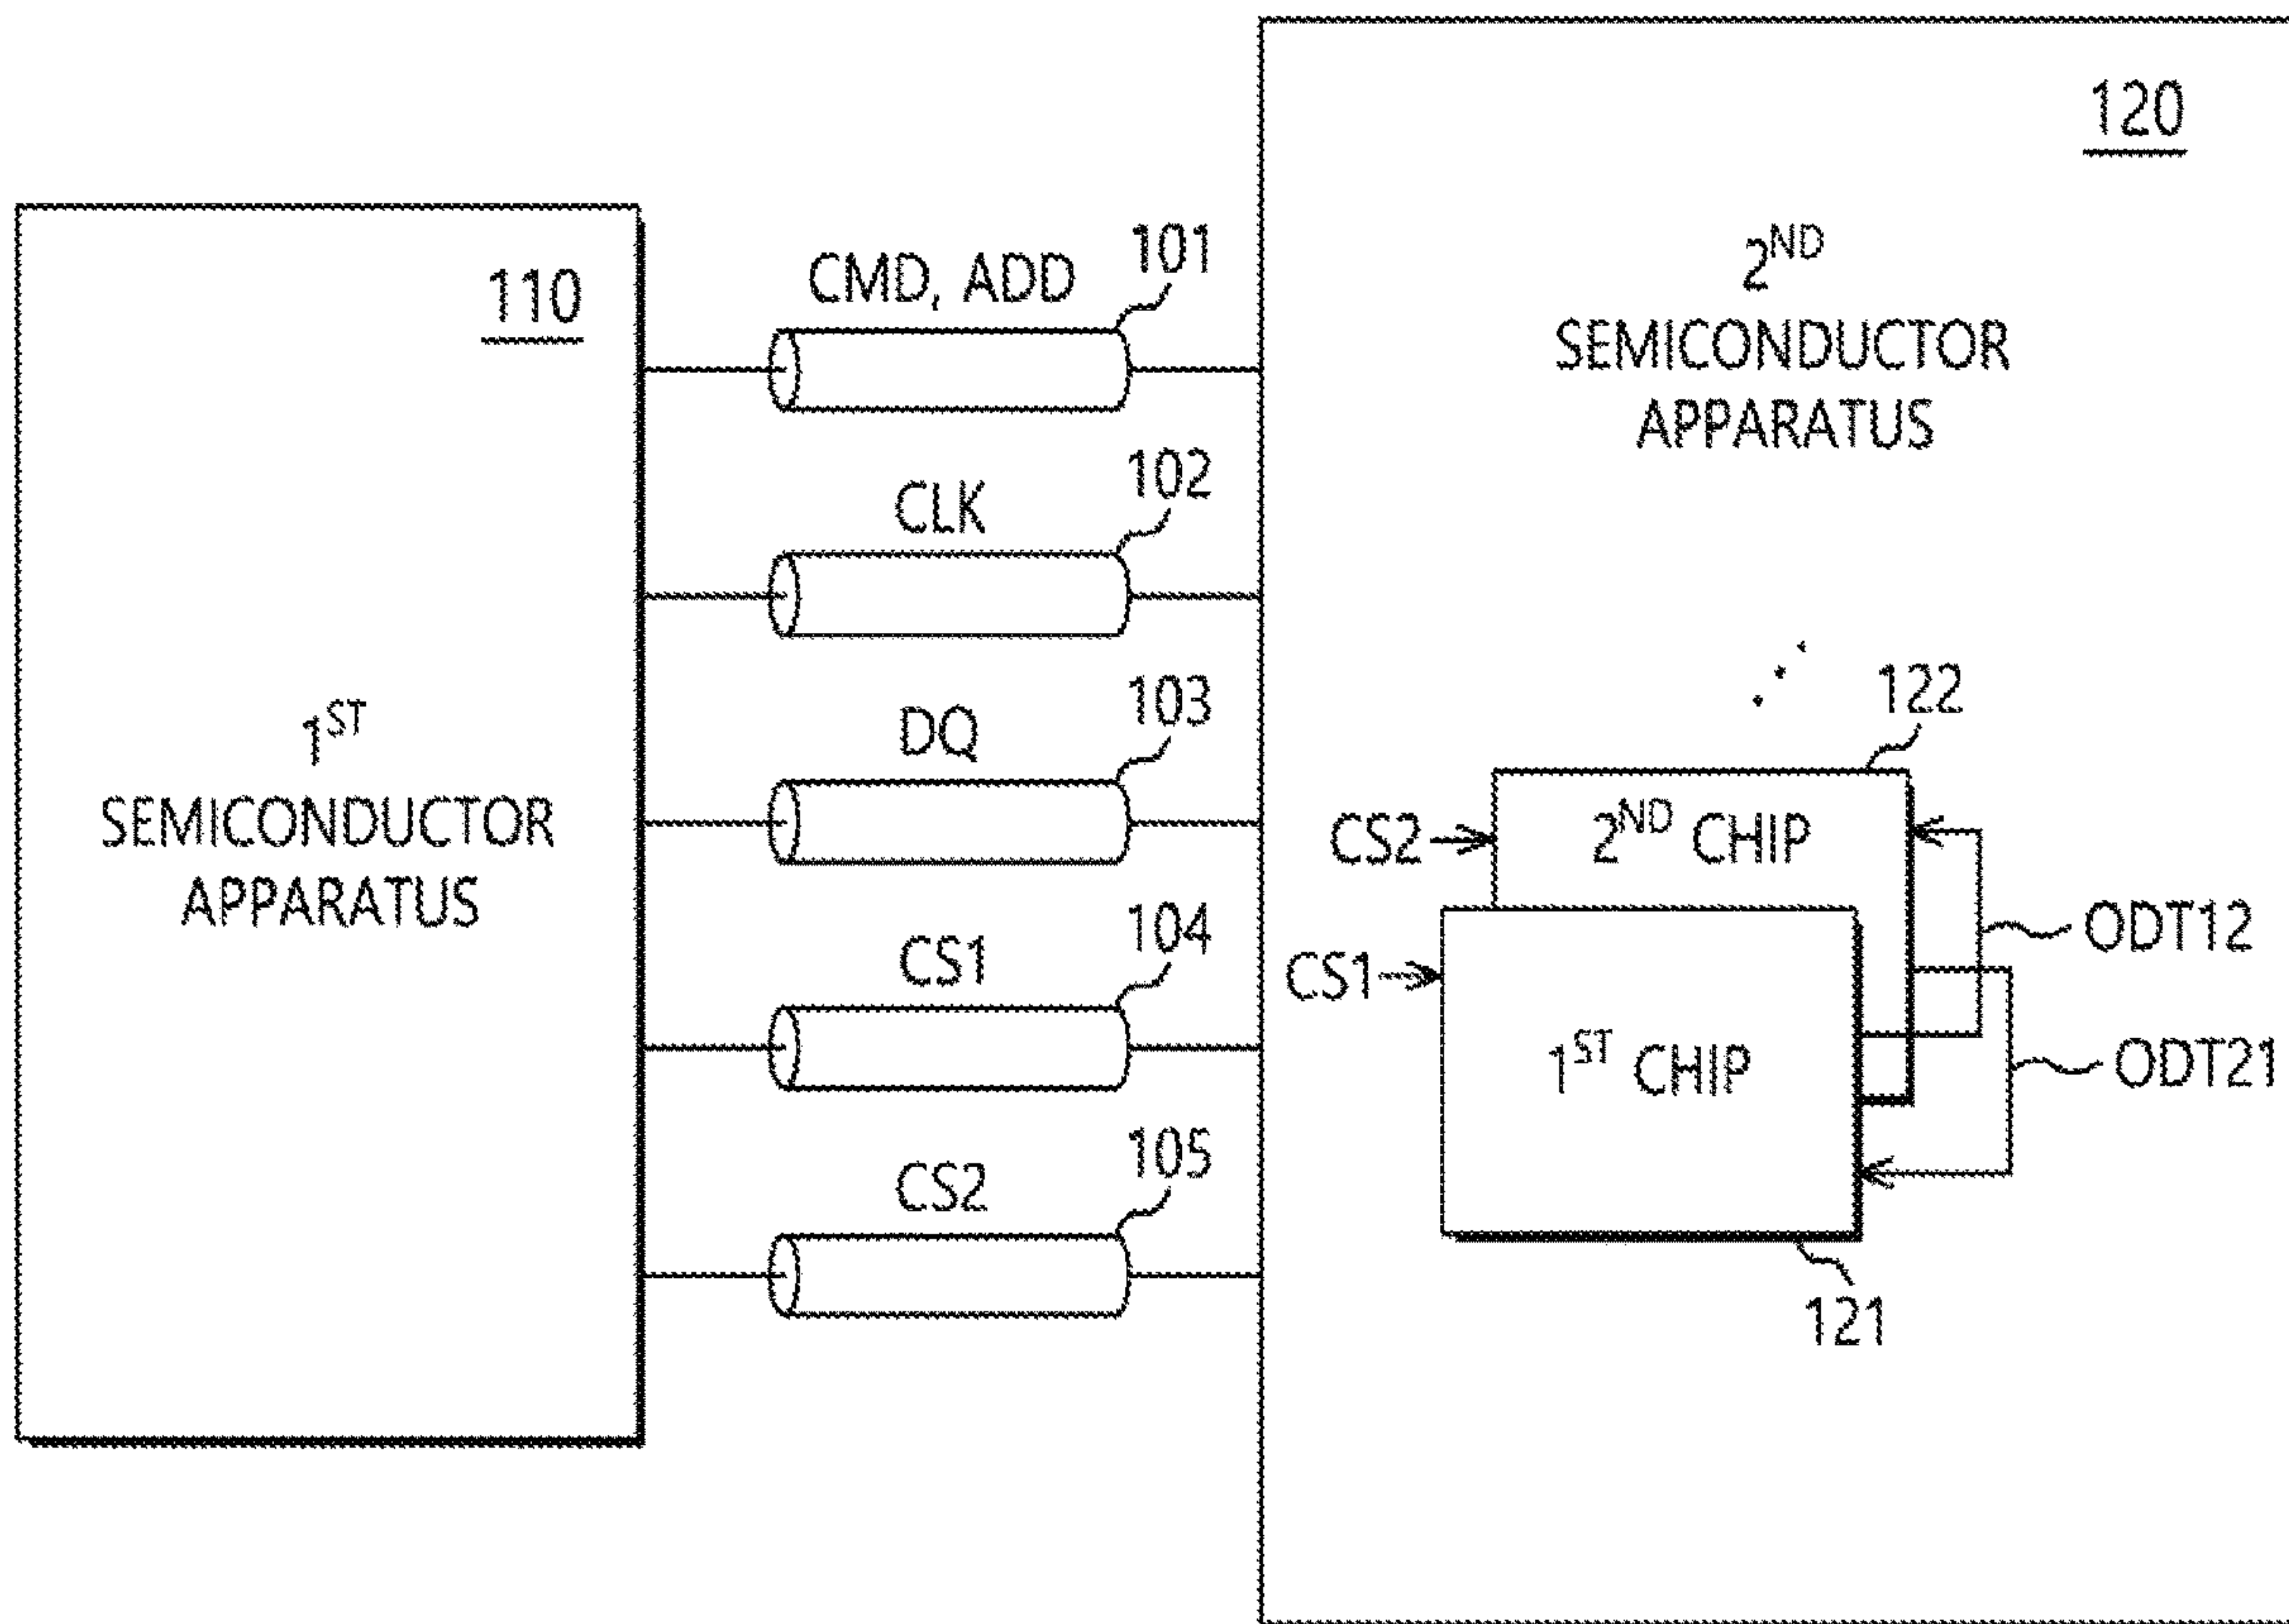 110
1ST
SEMICONDUCTOR
APPARATUS
CMD, ADD
101
CLK
102
DQ
103
CS1
104
CS2
105
120
2ND
SEMICONDUCTOR
APPARATUS
122
CS2
2ND CHIP
CS1
1ST CHIP
ODT12
ODT21
121